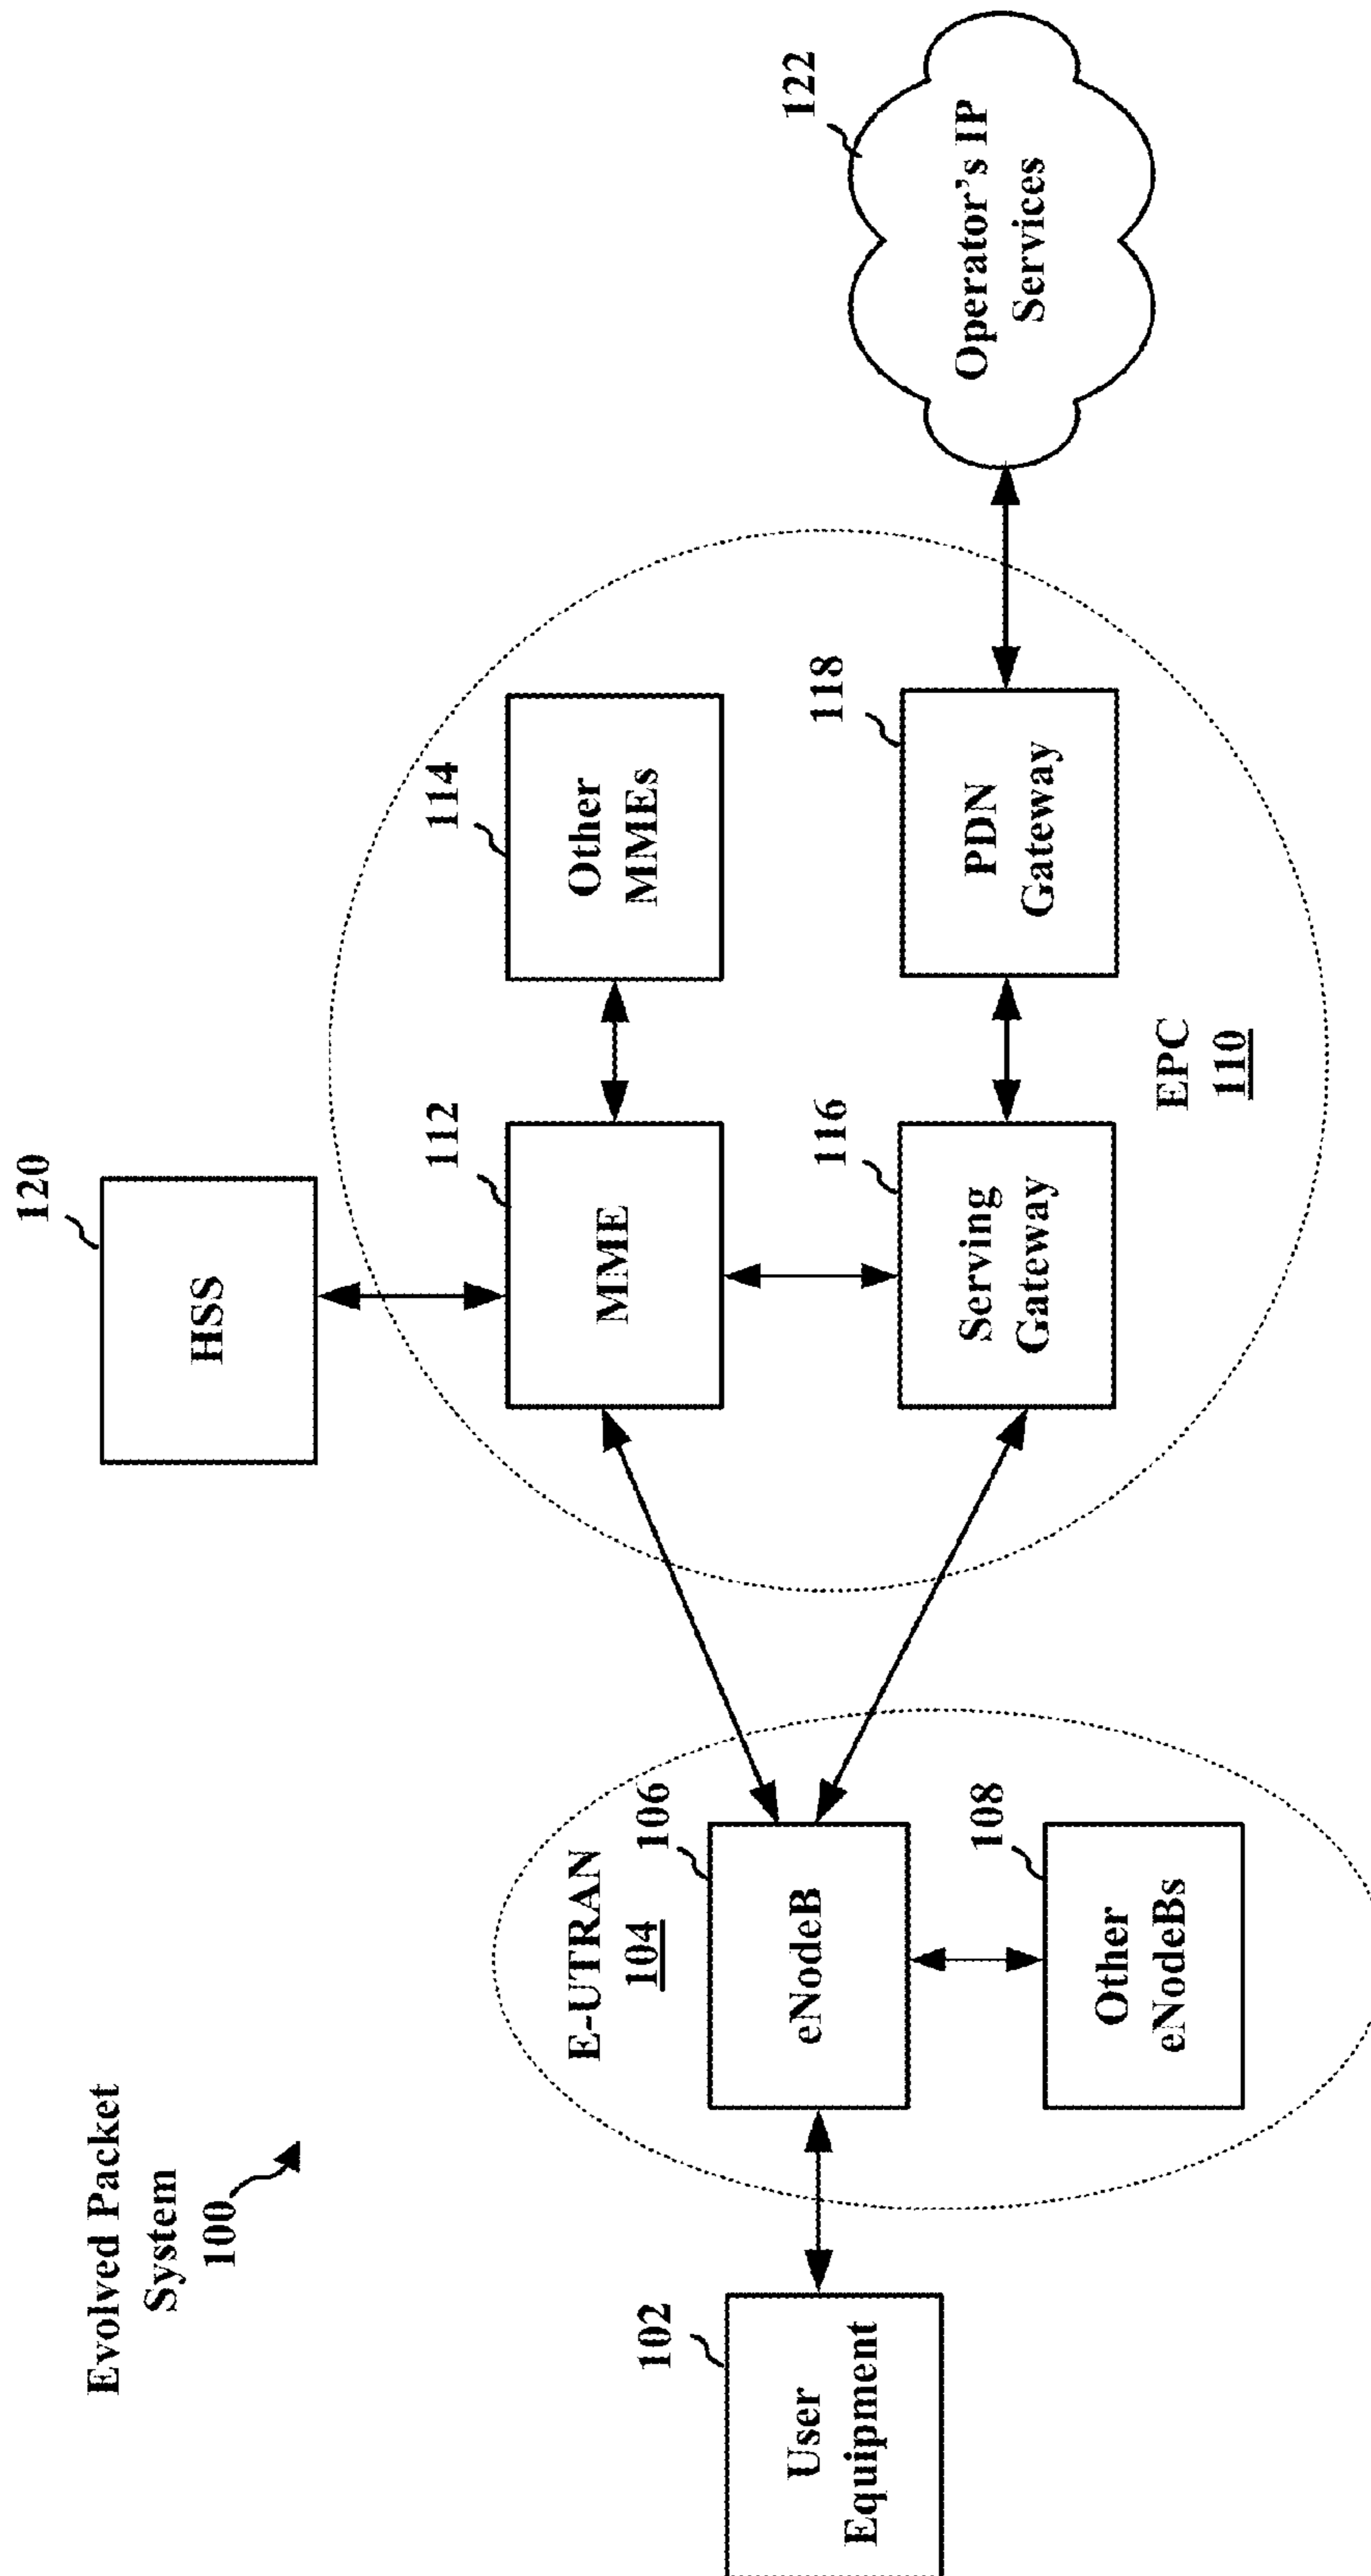 Evolved Packet
System
100
120
HSS
E-UTRAN
104
112
MME
114
Other
MMEs
102
User
Equipment
106
eNodeB
108
Other
eNodeBs
116
Serving
Gateway
118
PDN
Gateway
EPC
110
122
Operator's IP
Services